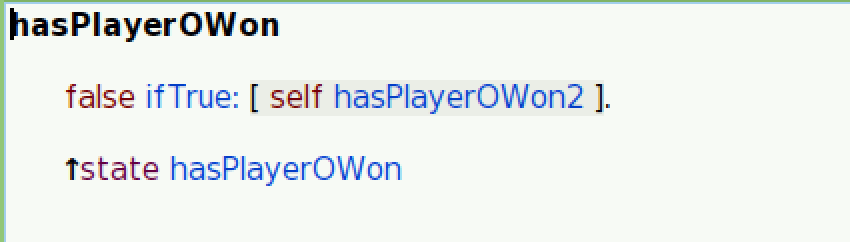 hasPlayerOWon
false ifTrue: [ self hasPlayerOWon2 ].
↑state hasPlayerOWon